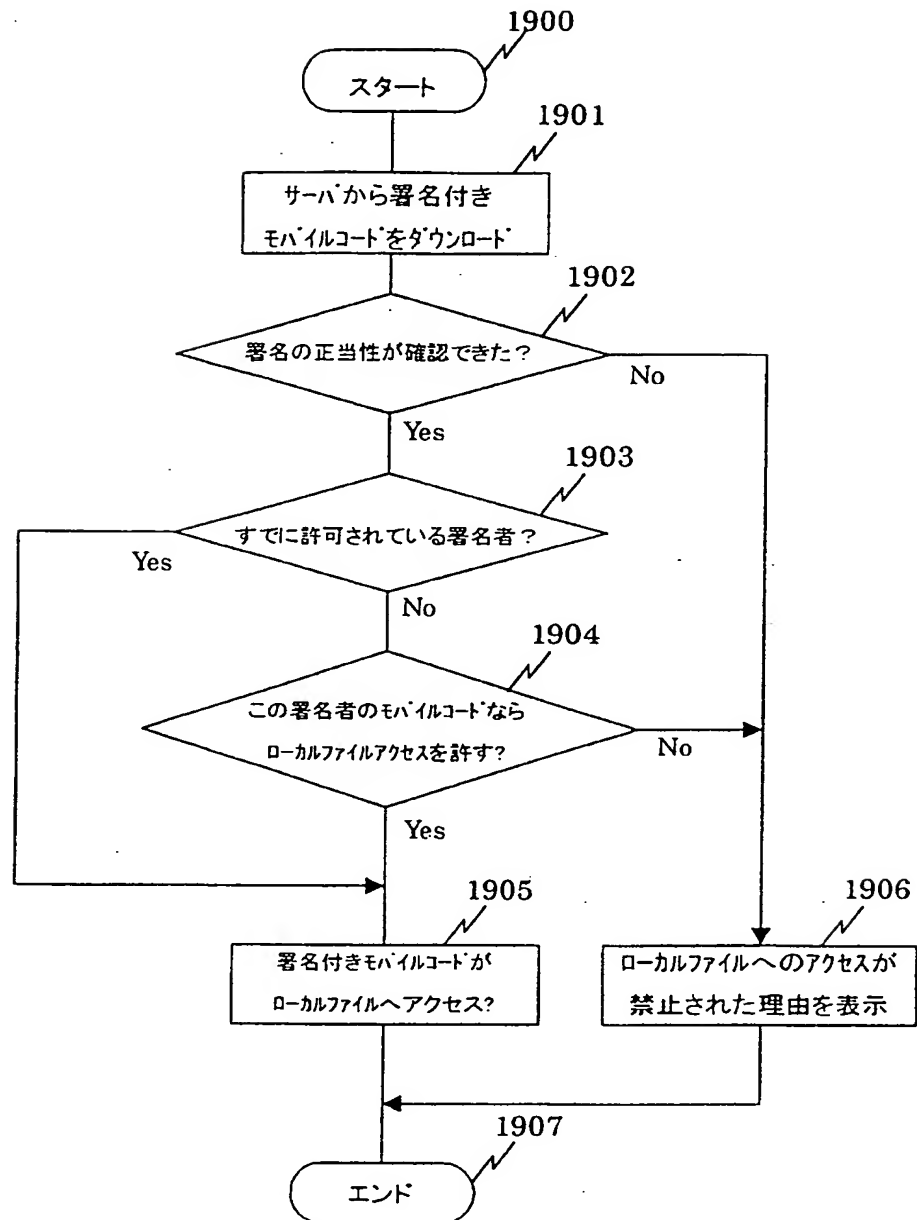 1900
スタート
1901
サーバから署名付き
モバイルコードをダウンロード
1902
署名の正当性が確認できた？
No
Yes
1903
すでに許可されている署名者？
Yes
No
1904
この署名者のモバイルコードなら
ローカルファイルアクセスを許す?
No
Yes
1905
署名付きモバイルコードが
ローカルファイルへアクセス?
1906
ローカルファイルへのアクセスが
禁止された理由を表示
1907
エンド